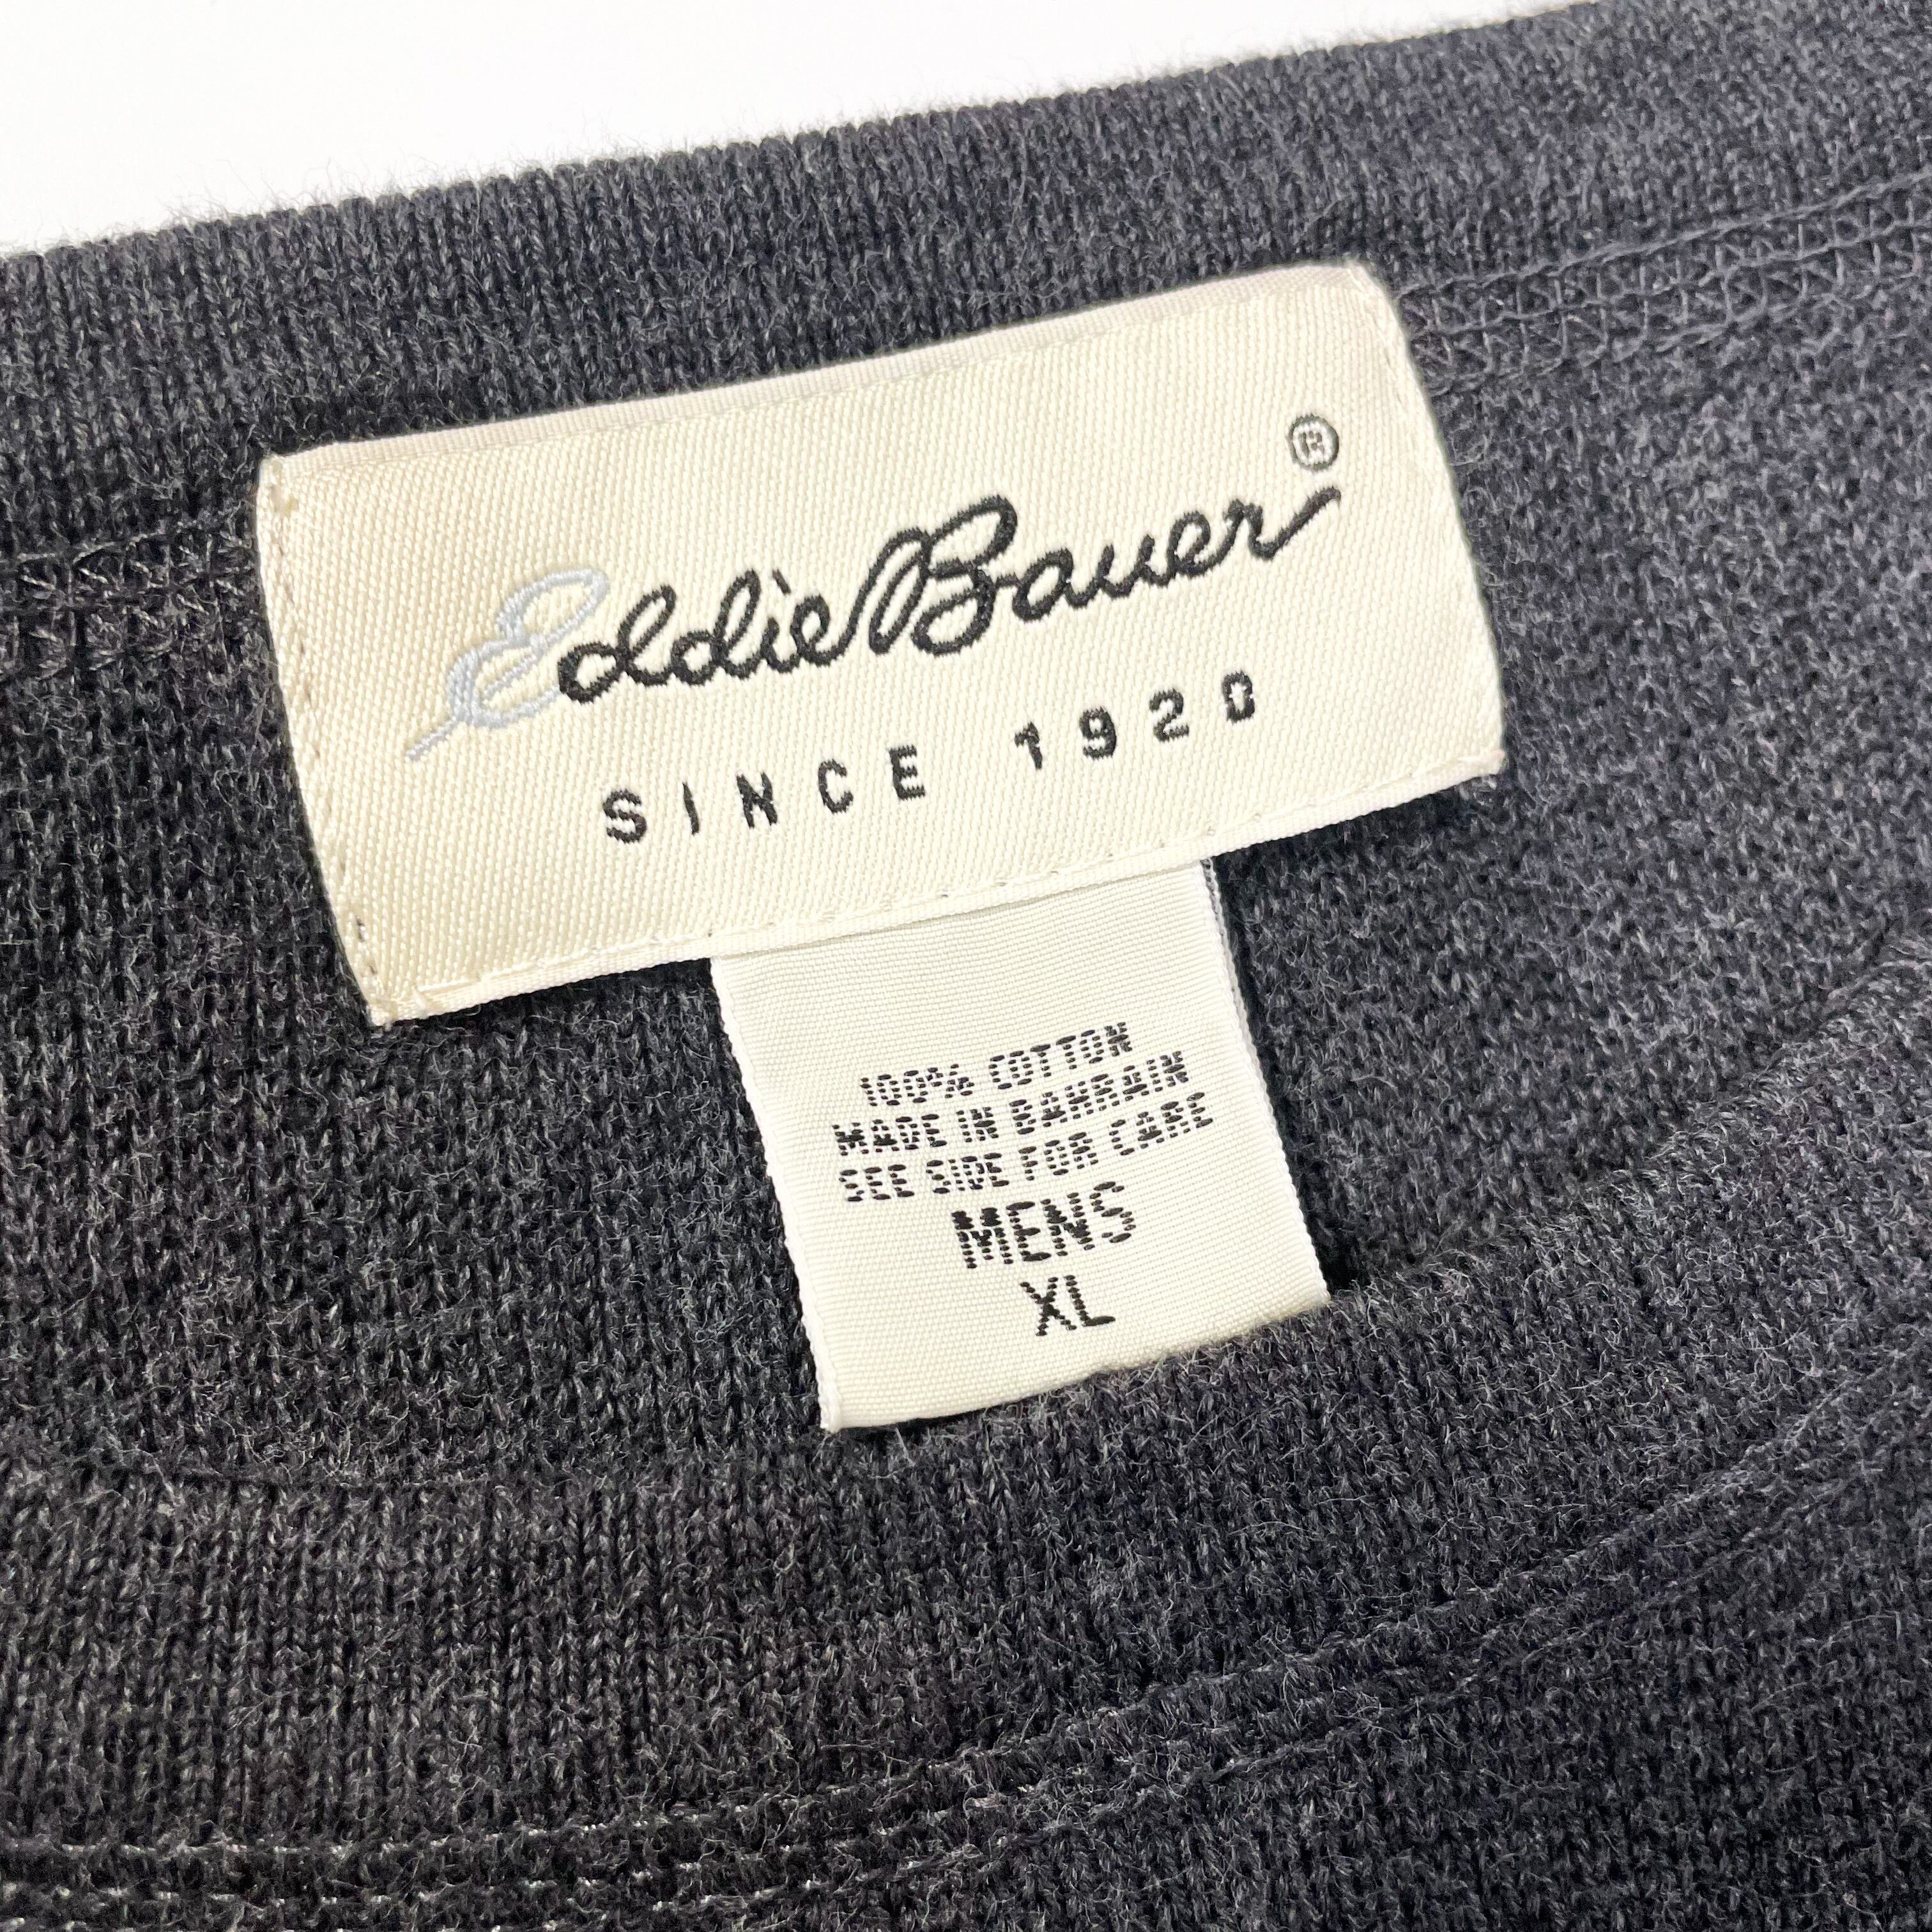 Eddie Bauer®
SINCE 1920
100% COTTON
MADE IN BAHRAIN
SEE SIDE FOR CARE
MENS
XL